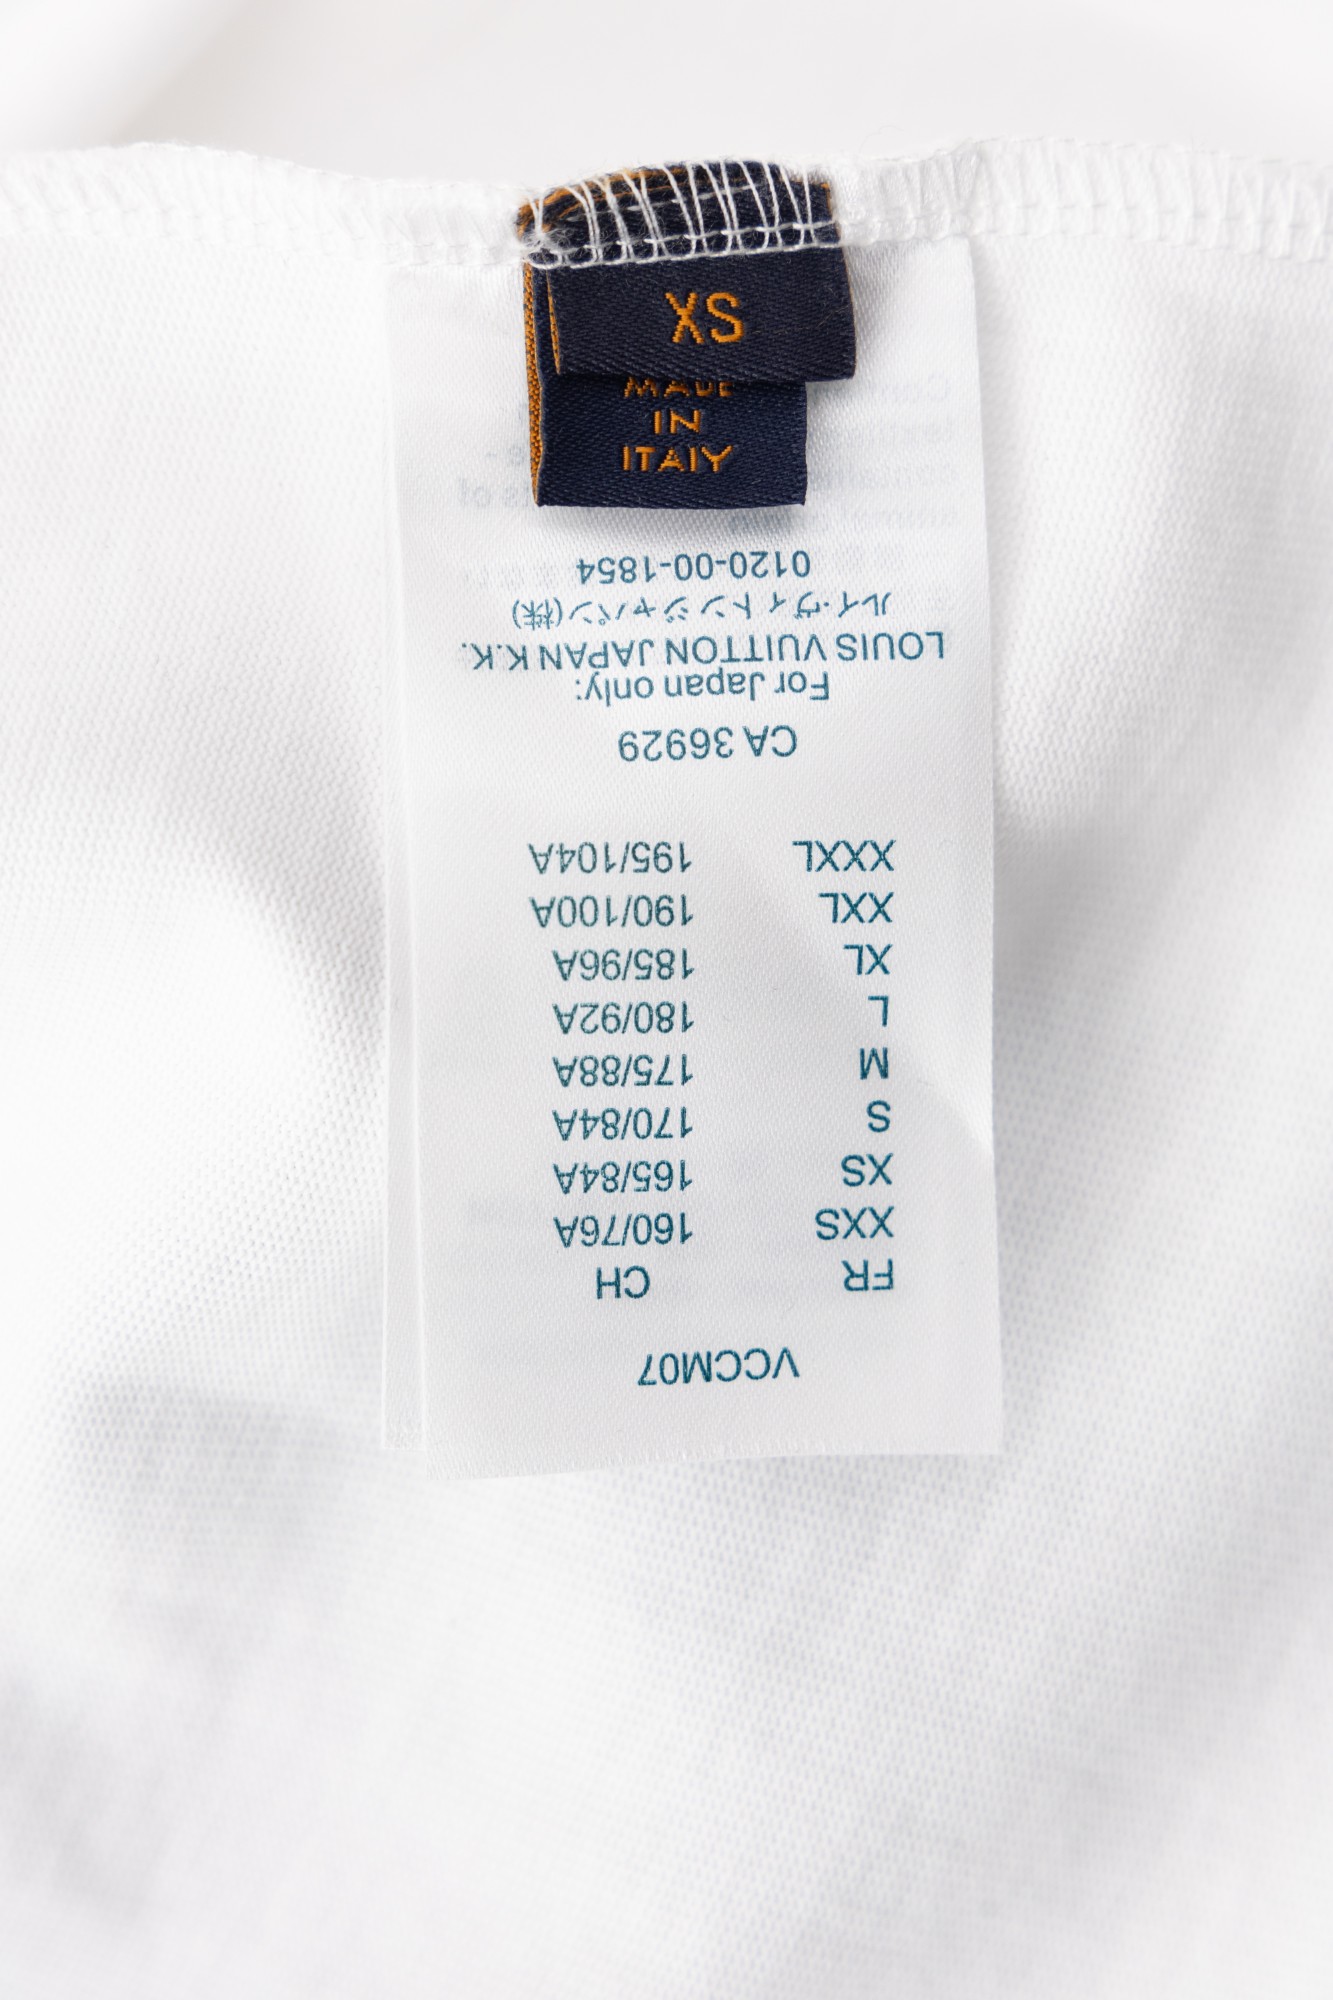 XS
MADE
IN
ITALY
VCCM07
FR CH
XXS 160/76A
XS 165/84A
S 170/84A
M 175/88A
L 180/92A
XL 185/96A
XXL 190/100A
XXXL 195/104A
CA 36929
For Japan only:
LOUIS VUITTON JAPAN K.K.
ルイ・ヴィトンジャパン(株)
0120-00-1854